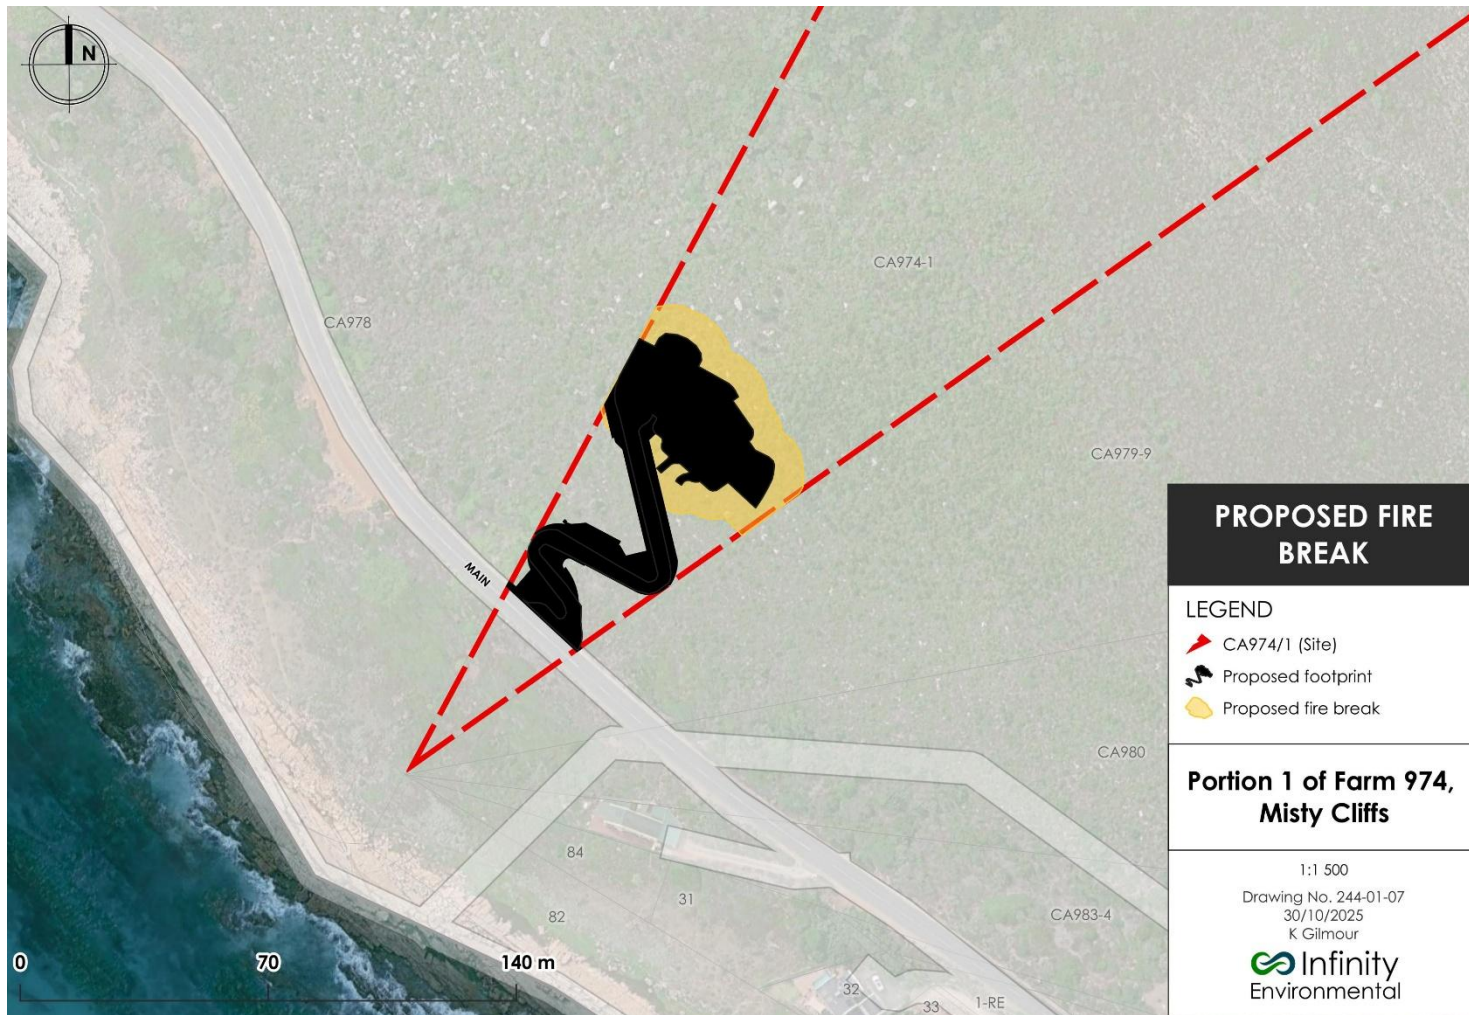 N
CA974-1
CA978
CA979-9
MAIN
CA980
84
31
82
CA983-4
32
33
1-RE
0
70
140 m
PROPOSED FIRE
BREAK
LEGEND
CA974/1 (Site)
Proposed footprint
Proposed fire break
Portion 1 of Farm 974,
Misty Cliffs
1:1 500
Drawing No. 244-01-07
30/10/2025
K Gilmour
Infinity
Environmental